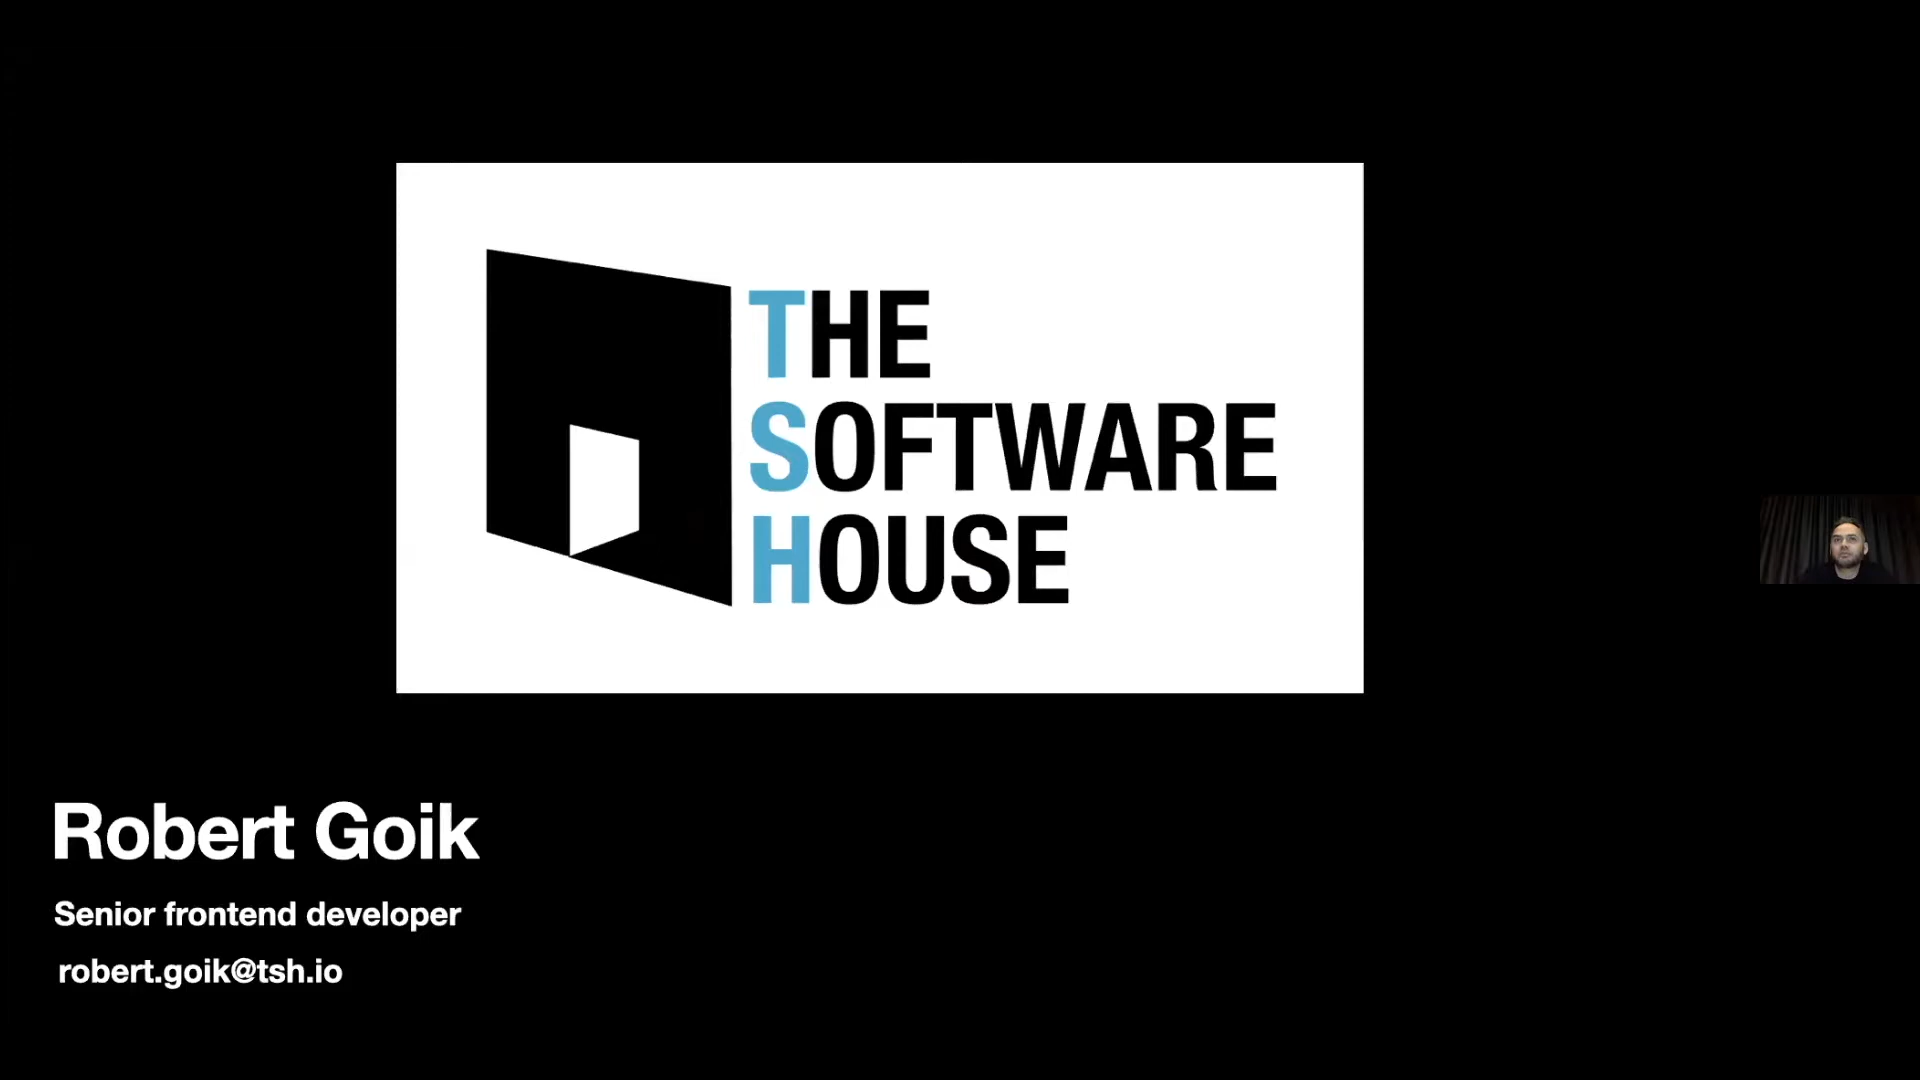 THE
SOFTWARE
HOUSE
Robert Goik
Senior frontend developer
robert.goik@tsh.io